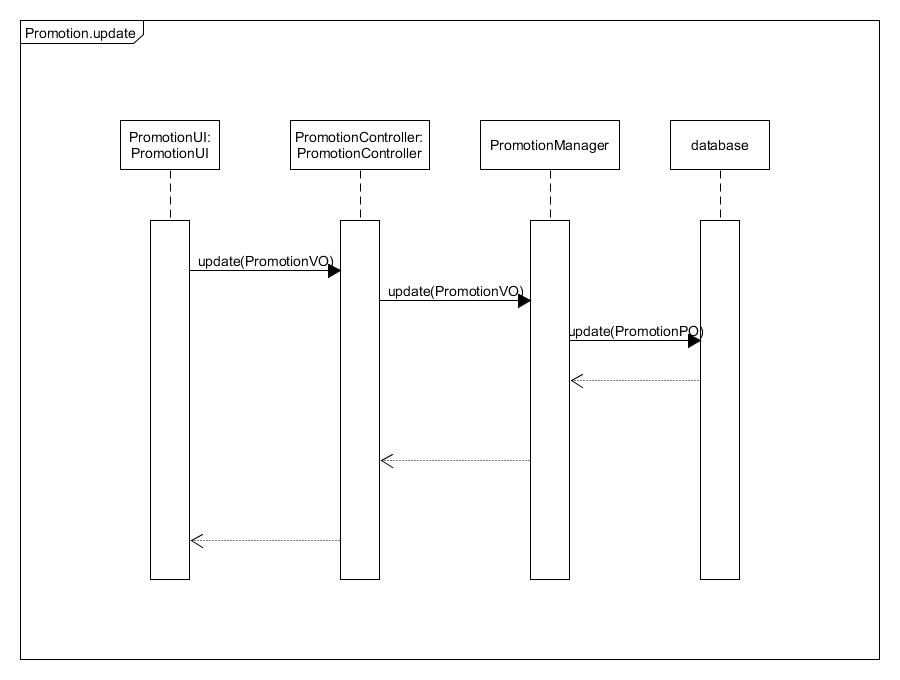 Promotion.update
PromotionUI:
PromotionUI
PromotionController:
PromotionController
PromotionManager
database
update(PromotionVO)
update(PromotionVO)
update(PromotionPO)